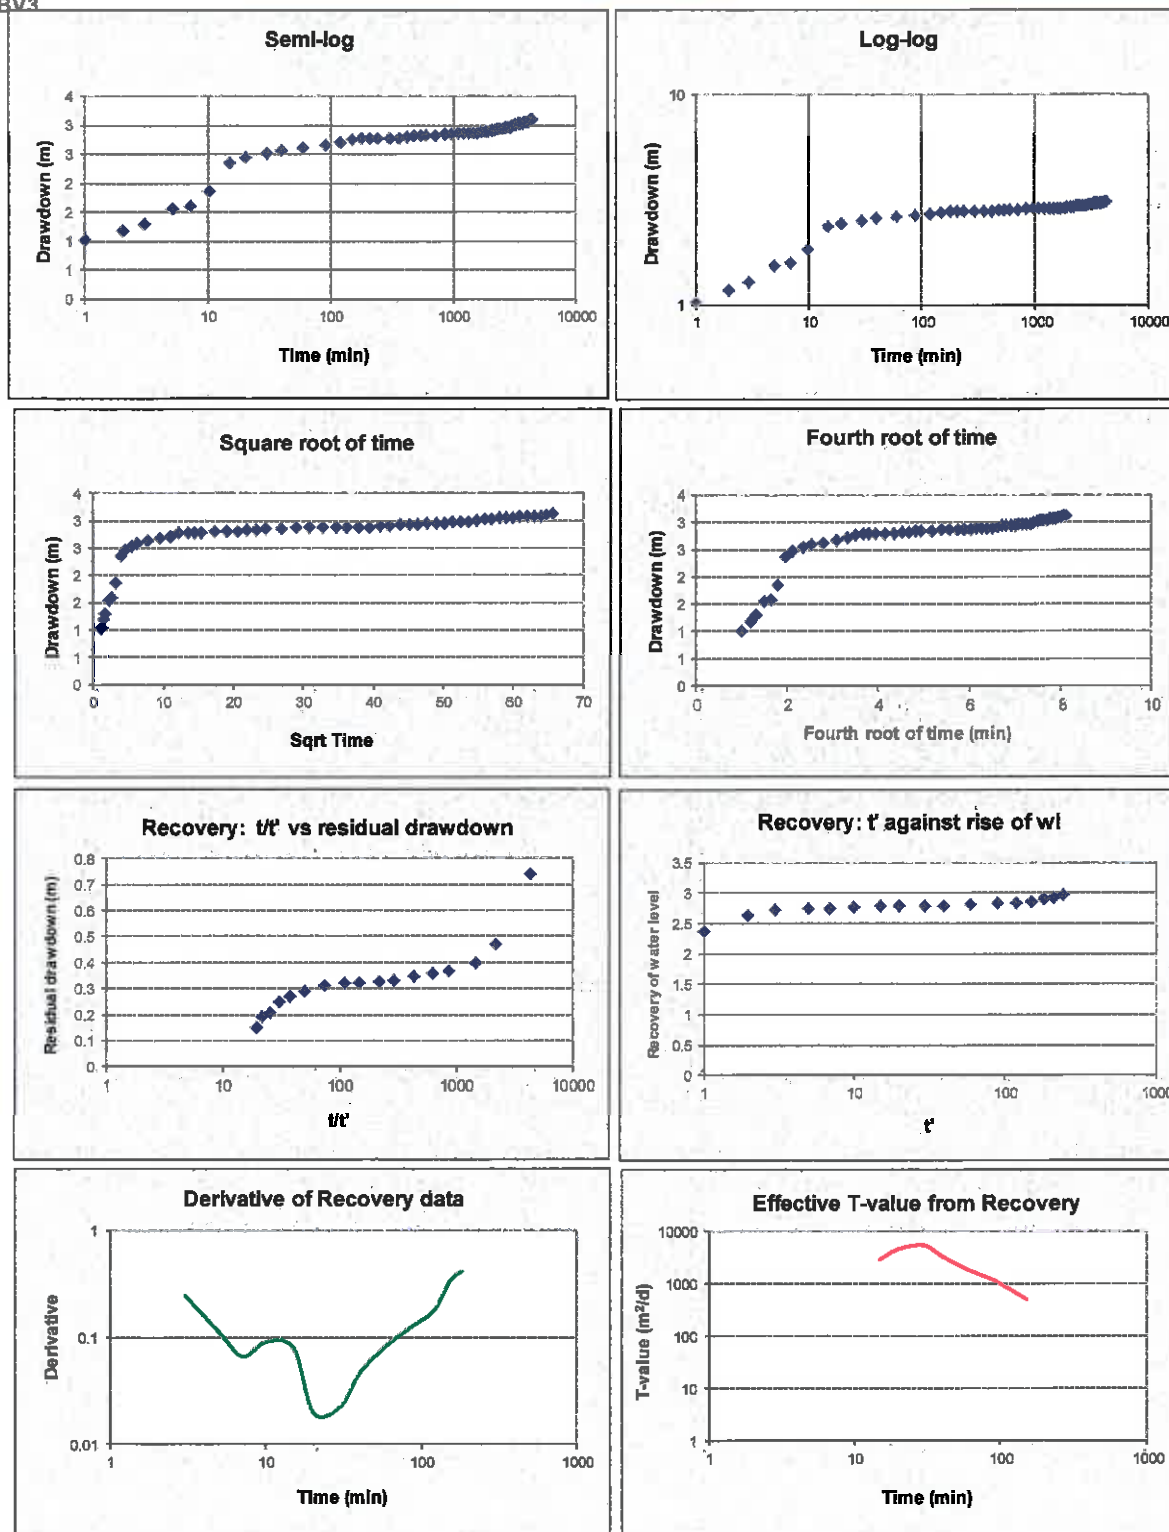 BV3
Semi-log
4
3
3
2
2
1
1
0
Drawdown (m)
1 10 100 1000 10000
Time (min)
Log-log
10
1
Drawdown (m)
1 10 100 1000 10000
Time (min)
Square root of time
4
3
3
2
2
1
1
0
Drawdown (m)
0 10 20 30 40 50 60 70
Sqrt Time
Fourth root of time
4
3
3
2
2
1
1
0
Drawdown (m)
0 2 4 6 8 10
Fourth root of time (min)
Recovery: t/t' vs residual drawdown
0.8
0.7
0.6
0.5
0.4
0.3
0.2
0.1
0.
Residual drawdown (m)
1 10 100 1000 10000
t/t'
Recovery: t' against rise of wl
3.5
3
2.5
2
1.5
1
0.5
0
Recovery of water level
1 10 100 1000
t'
Derivative of Recovery data
1
0.1
0.01
Derivative
1 10 100 1000
Time (min)
Effective T-value from Recovery
10000
1000
100
10
1
T-value (m²/d)
1 10 100 1000
Time (min)